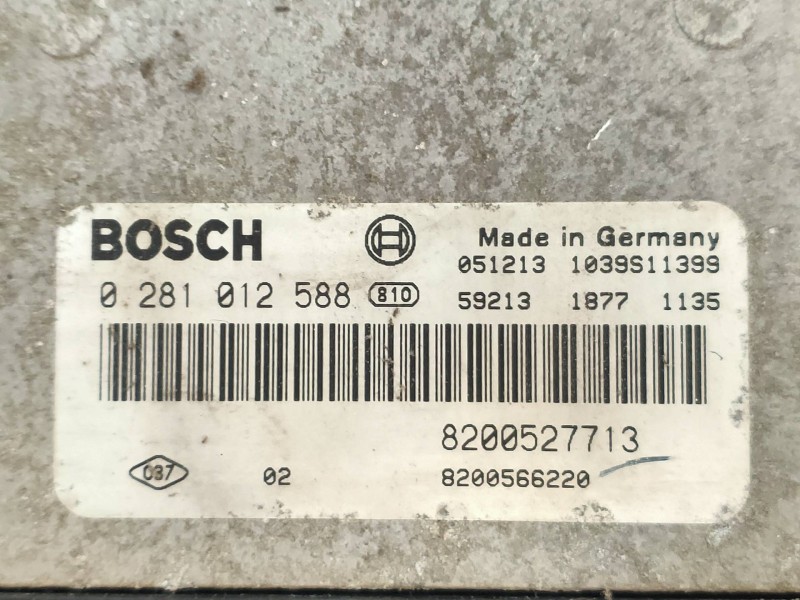 BOSCH
Made in Germany
051213 1039S11399
0 281 012 588 810 59213 1877 1135
8200527713
037 02 8200566220